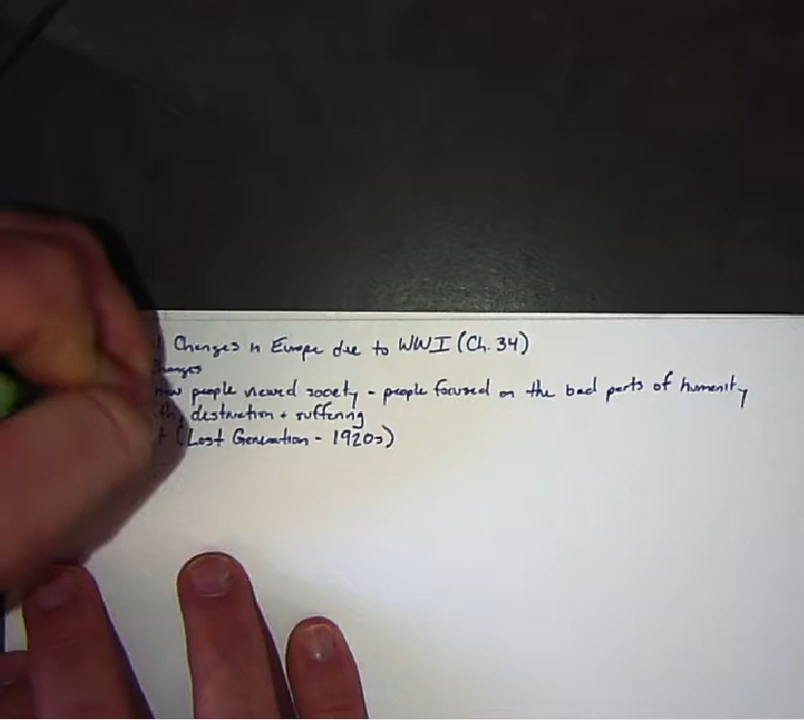 Changes in Europe due to WWI (Ch. 34)
people viewed society - people focused on the bad parts of humanity
destruction + suffering
(Lost Generation - 1920s)